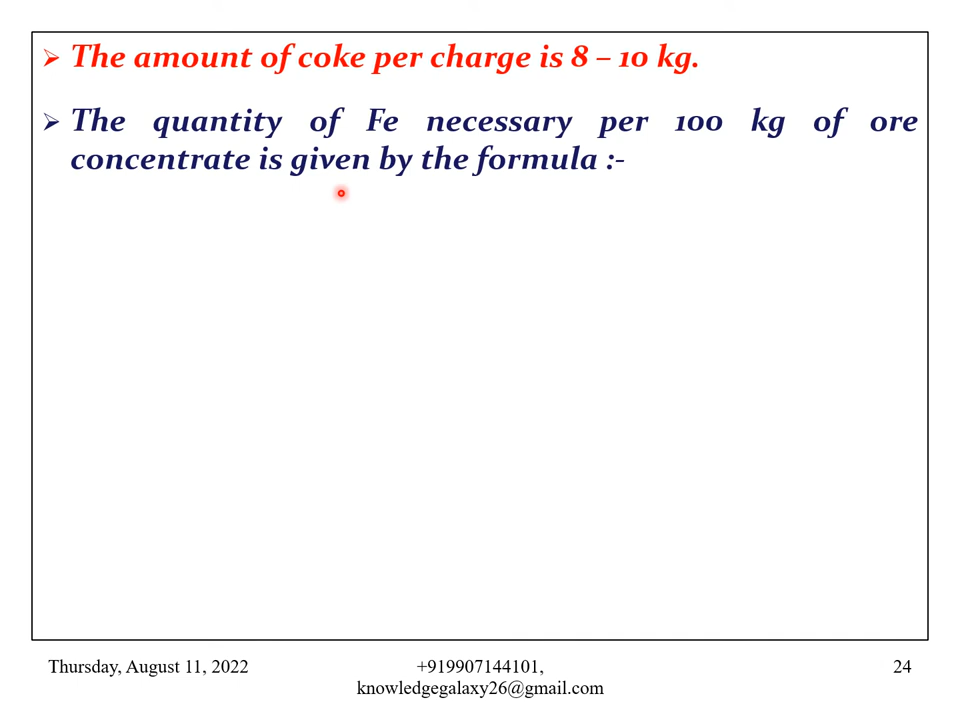 ➢ The amount of coke per charge is 8 – 10 kg.
➢ The quantity of Fe necessary per 100 kg of ore
concentrate is given by the formula :-
Thursday, August 11, 2022
+919907144101,
knowledgegalaxy26@gmail.com
24